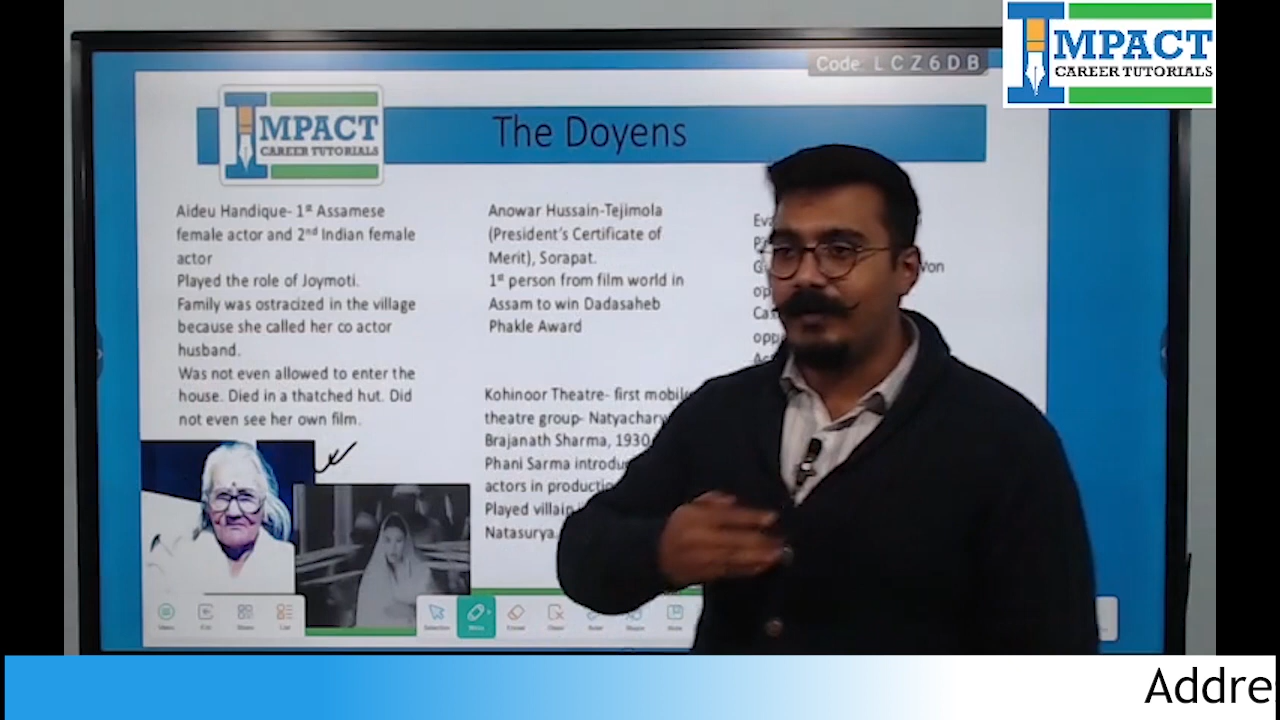 Code: LCZ6DB
IMPACT
CAREER TUTORIALS
IMPACT
CAREER TUTORIALS
The Doyens
Aideu Handique- 1st Assamese
female actor and 2nd Indian female
actor
Played the role of Joymoti.
Family was ostracized in the village
because she called her co actor
husband.
Was not even allowed to enter the
house. Died in a thatched hut. Did
not even see her own film.
Anowar Hussain-Tejimola
(President's Certificate of
Merit), Sorapat.
1st person from film world in
Assam to win Dadasaheb
Phakle Award
Kohinoor Theatre- first mobile
theatre group- Natyachary
Brajanath Sharma, 1930
Phani Sarma introdu
actors in producti
Played villain
Natasurya.
Addre